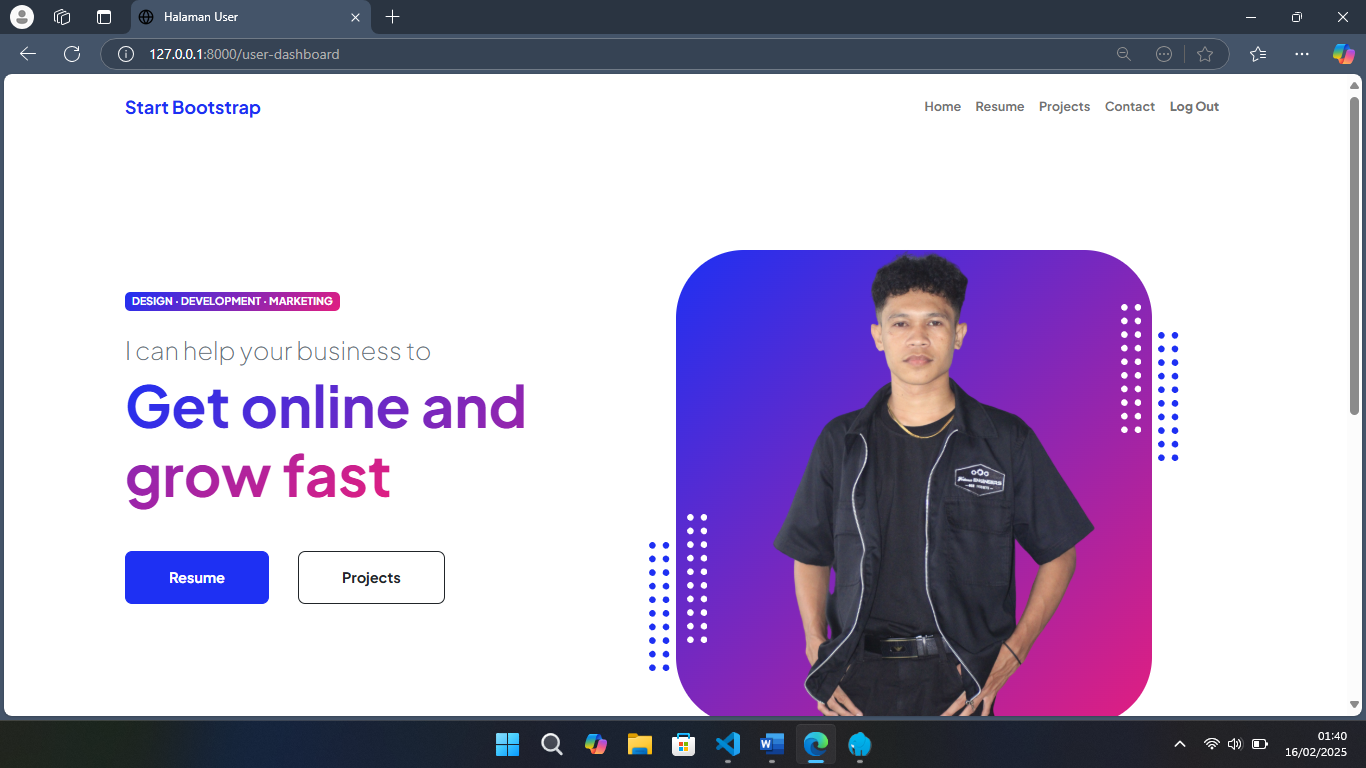 Halaman User
127.0.0.1:8000/user-dashboard
Start Bootstrap
Home Resume Projects Contact Log Out
DESIGN · DEVELOPMENT · MARKETING
I can help your business to
Get online and
grow fast
Resume Projects
ENGINEERS
01:40
16/02/2025